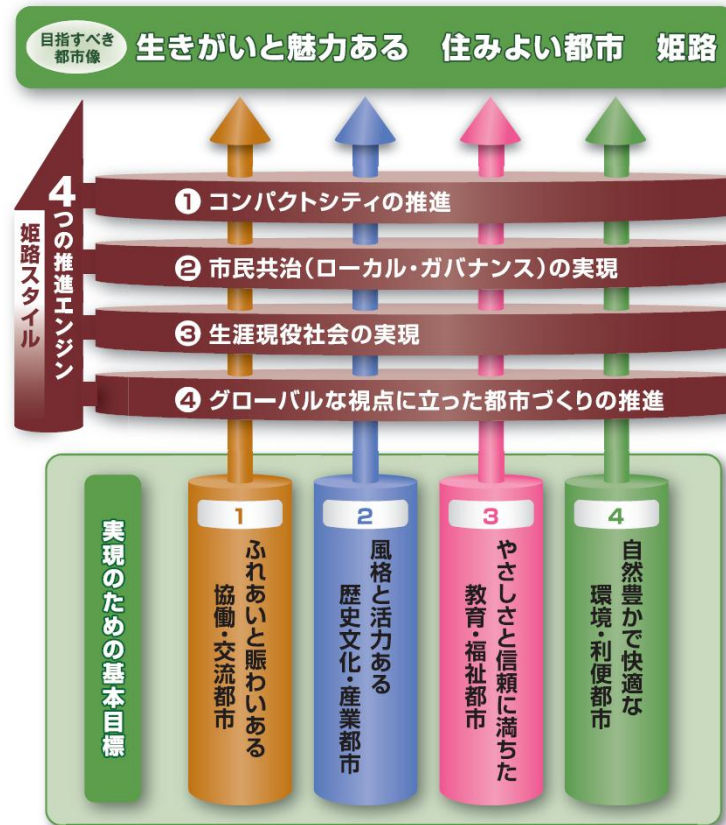 目指すべき
都市像
生きがいと魅力ある 住みよい都市 姫路
4つの推進エンジン
姫路スタイル
❶ コンパクトシティの推進
❷ 市民共治(ローカル・ガバナンス)の実現
❸ 生涯現役社会の実現
❹ グローバルな視点に立った都市づくりの推進
実現のための基本目標
1
ふれあいと賑わいある
協働・交流都市
2
風格と活力ある
歴史文化・産業都市
3
やさしさと信頼に満ちた
教育・福祉都市
4
自然豊かで快適な
環境・利便都市